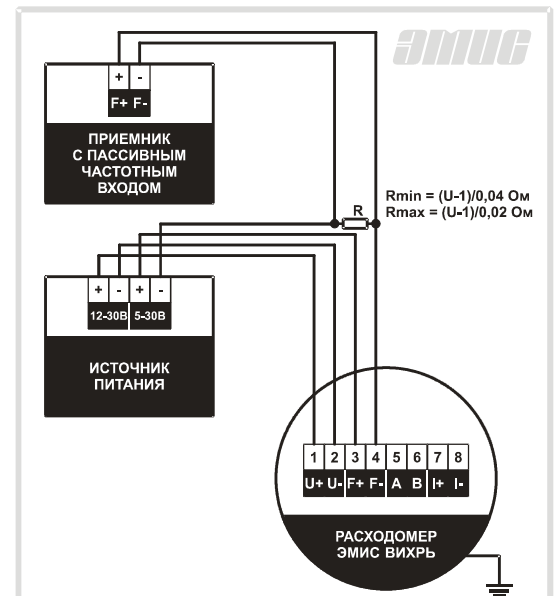 ЭМИС
+ -
F+ F-
ПРИЕМНИК
С ПАССИВНЫМ
ЧАСТОТНЫМ
ВХОДОМ
R
Rmin = (U-1)/0,04 Ом
Rmax = (U-1)/0,02 Ом
+ - + -
12-30В 5-30В
ИСТОЧНИК
ПИТАНИЯ
1 2 3 4 5 6 7 8
U+ U- F+ F- A B I+ I-
РАСХОДОМЕР
ЭМИС ВИХРЬ